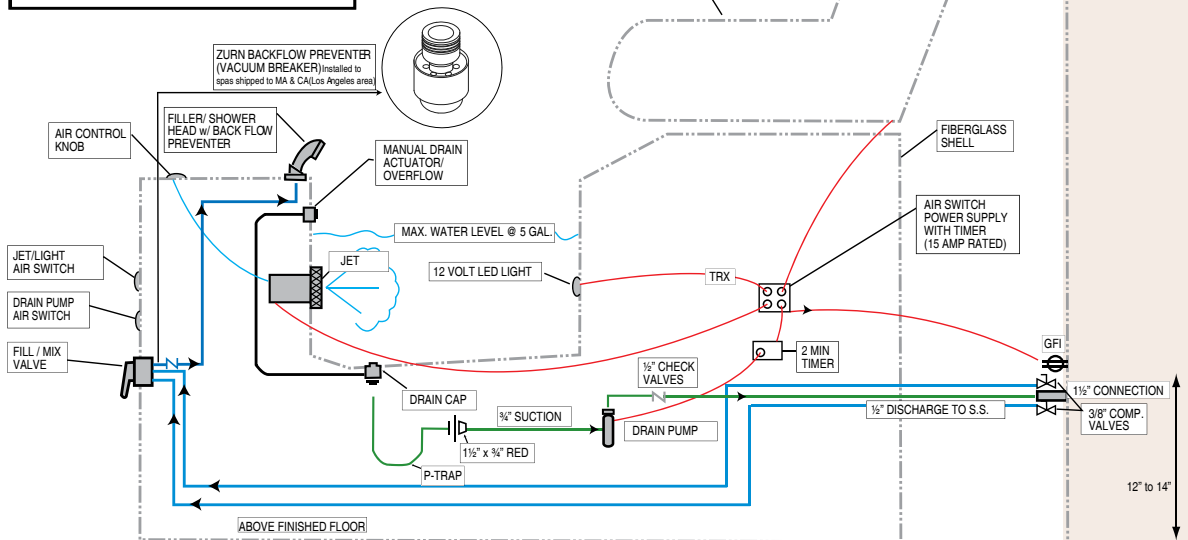 ZURN BACKFLOW PREVENTER
(VACUUM BREAKER)Installed to
spas shipped to MA & CA(Los Angeles area)
FILLER/ SHOWER
HEAD w/ BACK FLOW
PREVENTER
AIR CONTROL
KNOB
MANUAL DRAIN
ACTUATOR/
OVERFLOW
FIBERGLASS
SHELL
AIR SWITCH
POWER SUPPLY
WITH TIMER
(15 AMP RATED)
MAX. WATER LEVEL @ 5 GAL.
JET/LIGHT
AIR SWITCH
JET
12 VOLT LED LIGHT
TRX
DRAIN PUMP
AIR SWITCH
FILL / MIX
VALVE
2 MIN
TIMER
GFI
½" CHECK
VALVES
DRAIN CAP
1½" CONNECTION
¾" SUCTION
½" DISCHARGE TO S.S.
3/8" COMP.
VALVES
DRAIN PUMP
1½" x ¾" RED
P-TRAP
12" to 14"
ABOVE FINISHED FLOOR